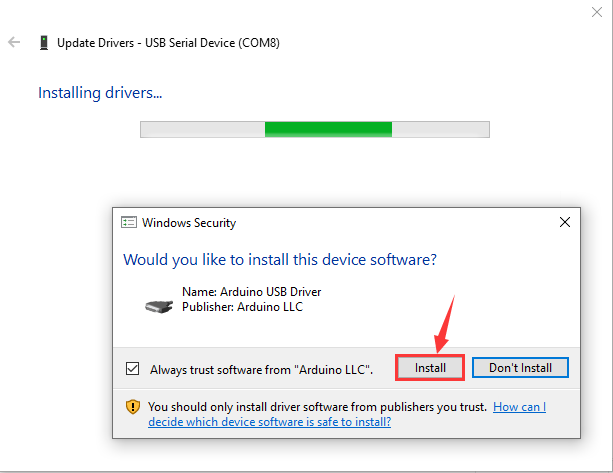 Update Drivers - USB Serial Device (COM8)
Installing drivers...
Windows Security
Would you like to install this device software?
Name: Arduino USB Driver
Publisher: Arduino LLC
Always trust software from "Arduino LLC".
Install
Don't Install
You should only install driver software from publishers you trust. How can I
decide which device software is safe to install?